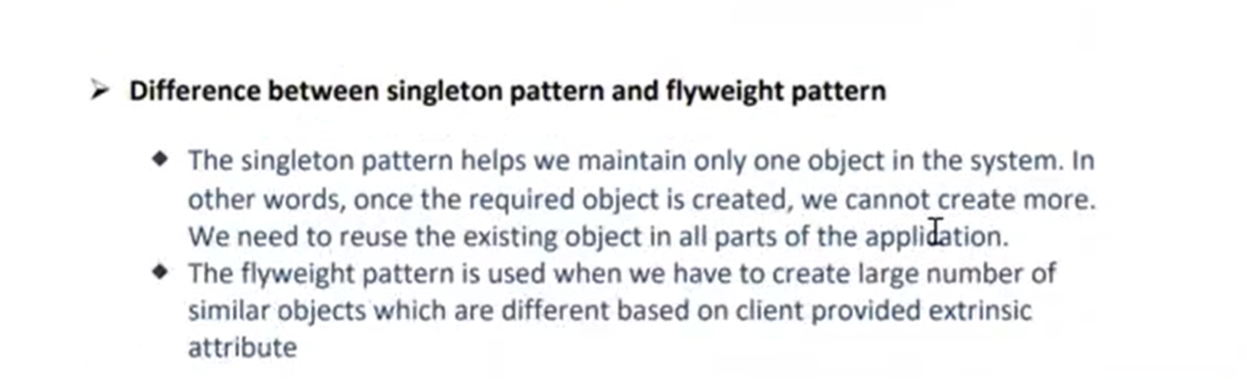 ➢ Difference between singleton pattern and flyweight pattern
◆ The singleton pattern helps we maintain only one object in the system. In
other words, once the required object is created, we cannot create more.
We need to reuse the existing object in all parts of the application.
◆ The flyweight pattern is used when we have to create large number of
similar objects which are different based on client provided extrinsic
attribute